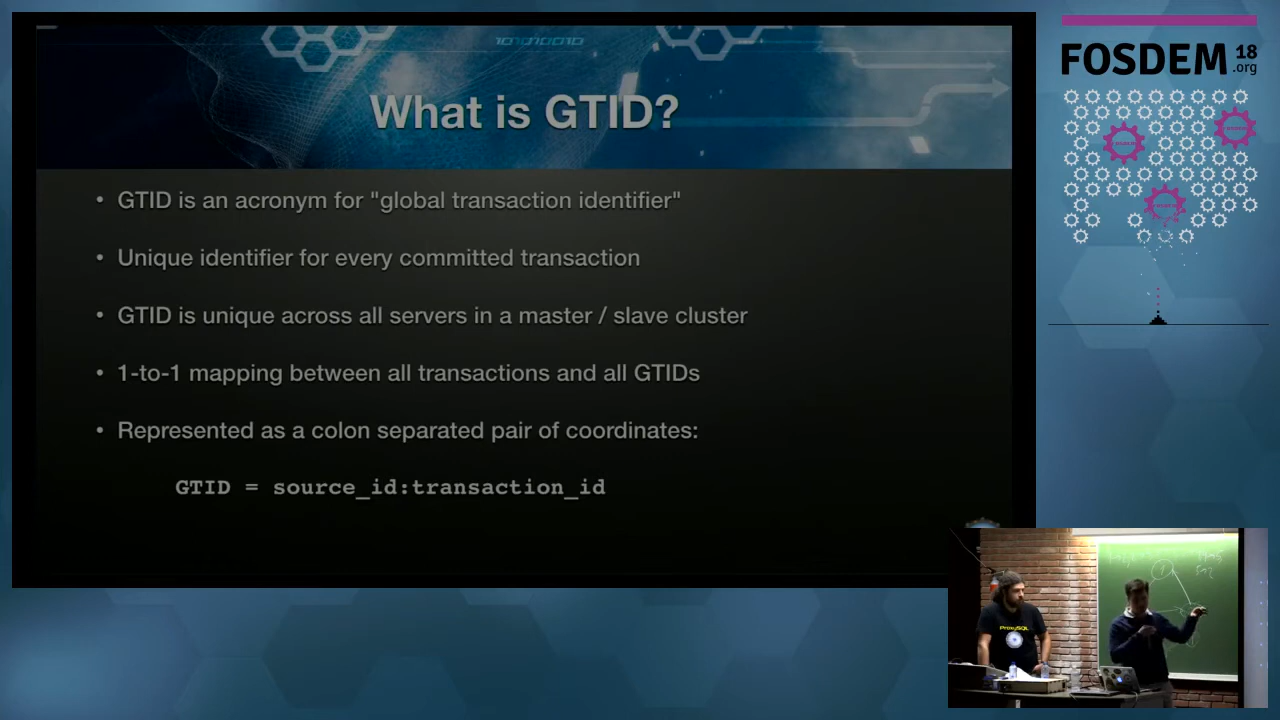 What is GTID?
• GTID is an acronym for "global transaction identifier"
• Unique identifier for every committed transaction
• GTID is unique across all servers in a master / slave cluster
• 1-to-1 mapping between all transactions and all GTIDs
• Represented as a colon separated pair of coordinates:
GTID = source_id:transaction_id
FOSDEM 18
.org
ProxySQL